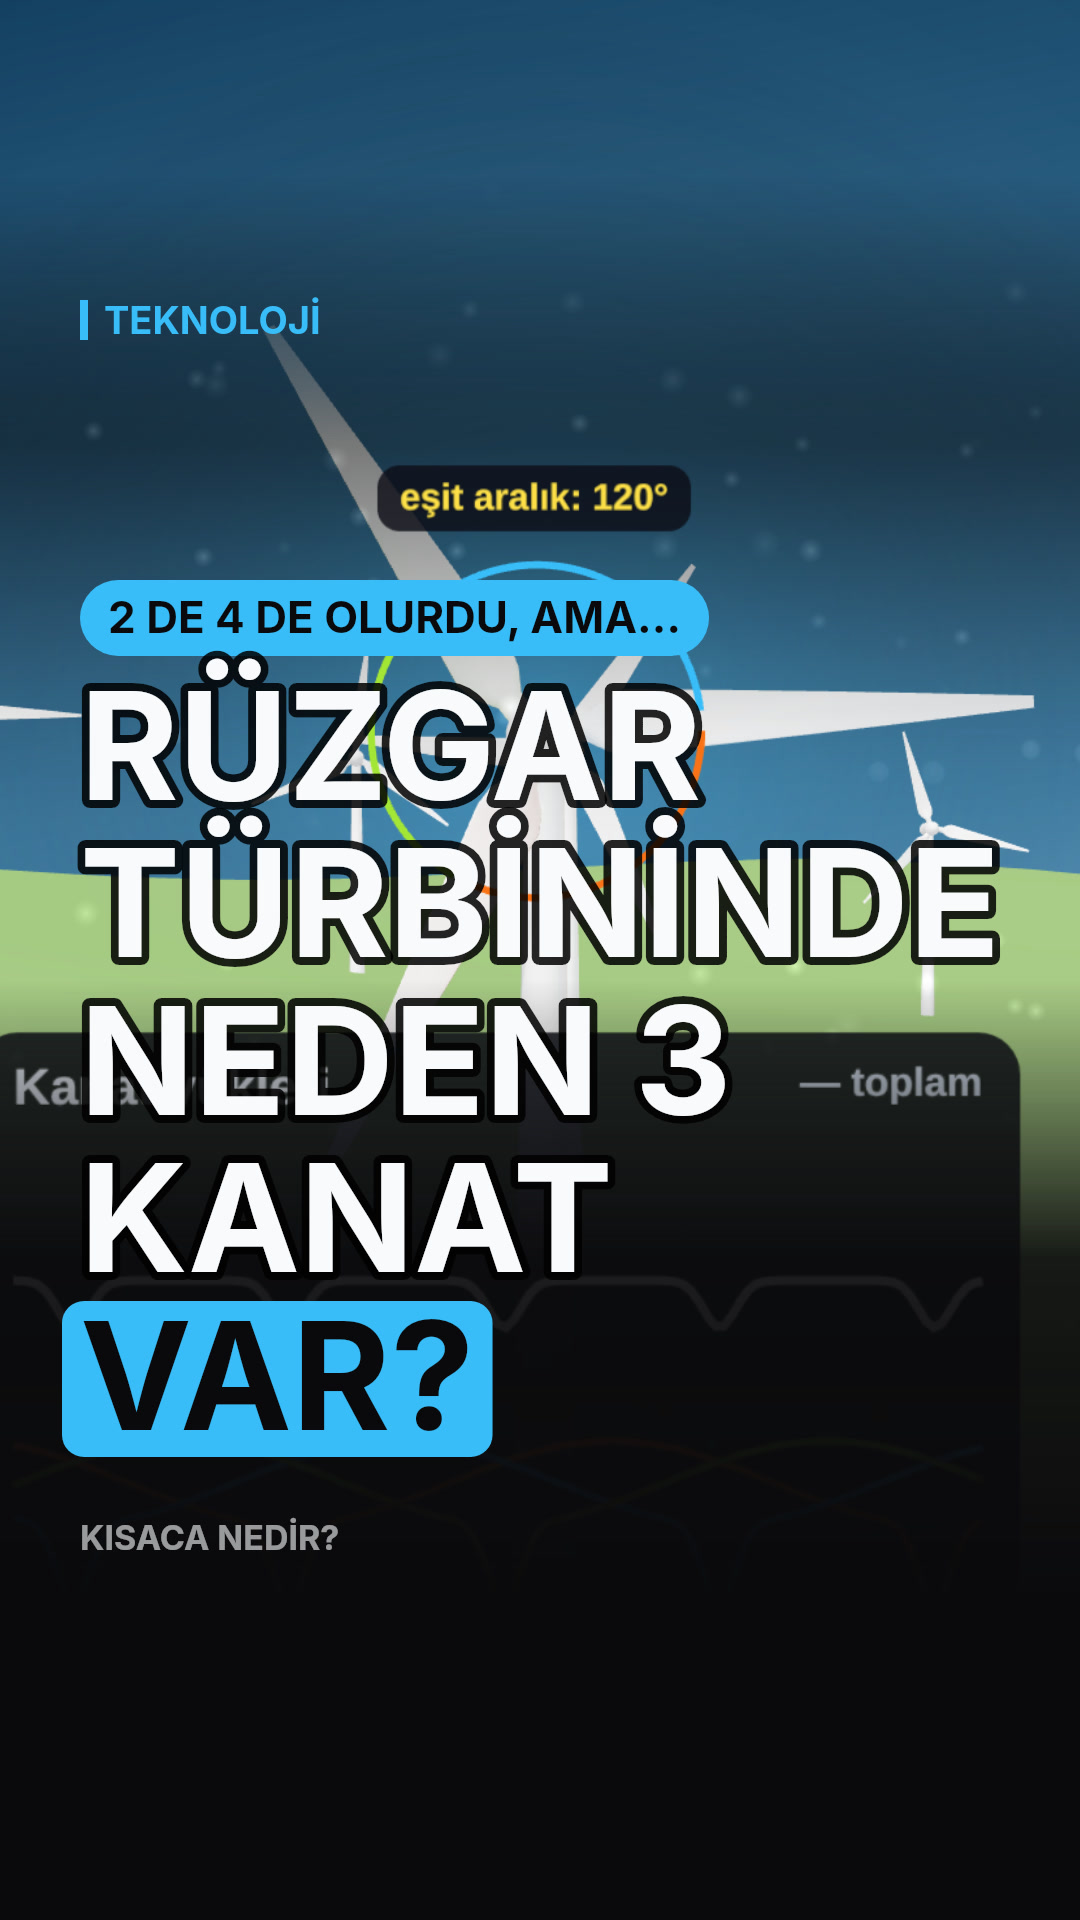 TEKNOLOJİ
eşit aralık: 120°
2 DE 4 DE OLURDU, AMA...
RÜZGAR
TÜRBİNİNDE
NEDEN 3
— toplam
KANAT
VAR?
KISACA NEDİR?